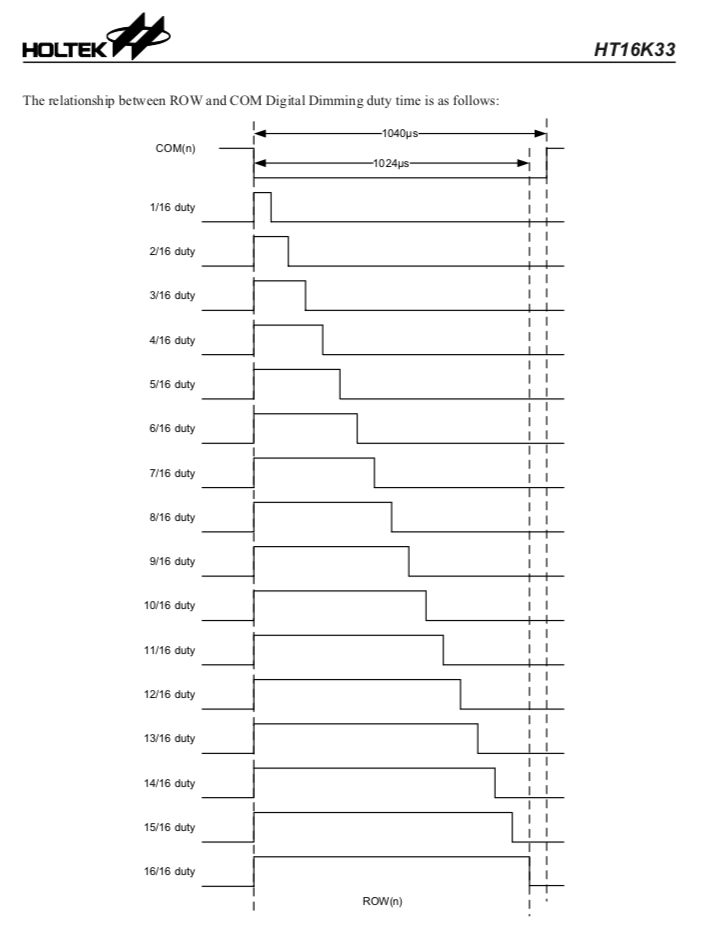 HOLTEK
HT16K33
The relationship between ROW and COM Digital Dimming duty time is as follows:
1040μs
COM(n)
1024μs
1/16 duty
2/16 duty
3/16 duty
4/16 duty
5/16 duty
6/16 duty
7/16 duty
8/16 duty
9/16 duty
10/16 duty
11/16 duty
12/16 duty
13/16 duty
14/16 duty
15/16 duty
16/16 duty
ROW(n)